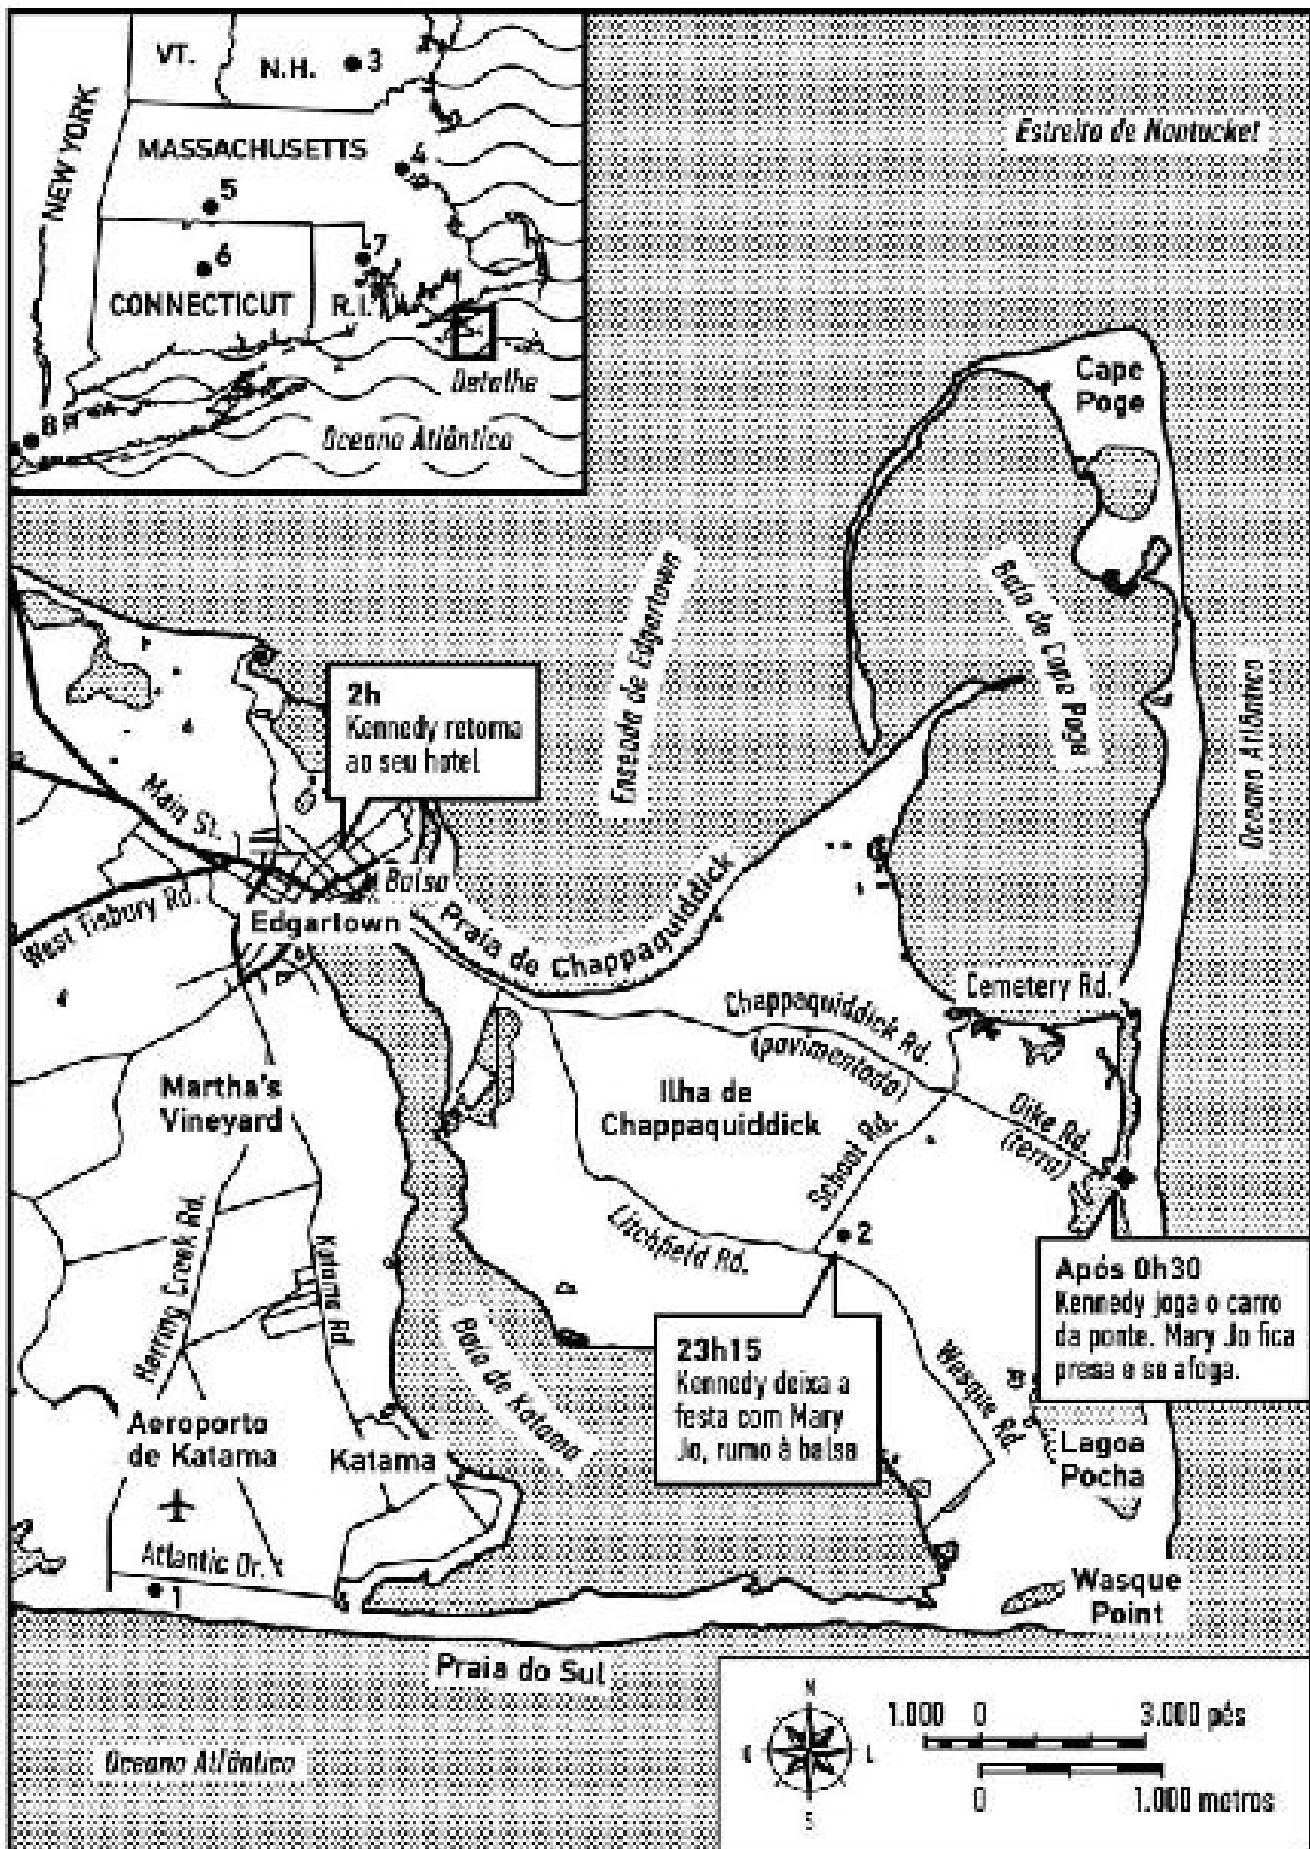 VT.
N.H.
3
NEW YORK
MASSACHUSETTS
4
5
6
7
CONNECTICUT
R.I.
Detalhe
8
Oceano Atlântico
Estreito de Nantucket
Cape
Poge
Baía de Cape Poge
Enseada de Edgartown
Oceano Atlântico
2h
Kennedy retorna
ao seu hotel
Main St.
Balsa
West Tisbury Rd.
Edgartown
Praia de Chappaquiddick
Cemetery Rd.
Chappaquiddick Rd.
(pavimentada)
Martha's
Vineyard
Ilha de
Chappaquiddick
Dike Rd.
(terra)
School Rd.
2
Litchfield Rd.
Herring Creek Rd.
Katama Rd.
Após 0h30
Kennedy joga o carro
da ponte. Mary Jo fica
presa e se afoga.
23h15
Kennedy deixa a
festa com Mary
Jo, rumo à balsa
Baía de Katama
Wasque Rd.
Aeroporto
de Katama
Katama
Lagoa
Pocha
Atlantic Dr.
1
Wasque
Point
Praia do Sul
Oceano Atlântico
N
O
L
S
1.000 0 3.000 pés
0 1.000 metros